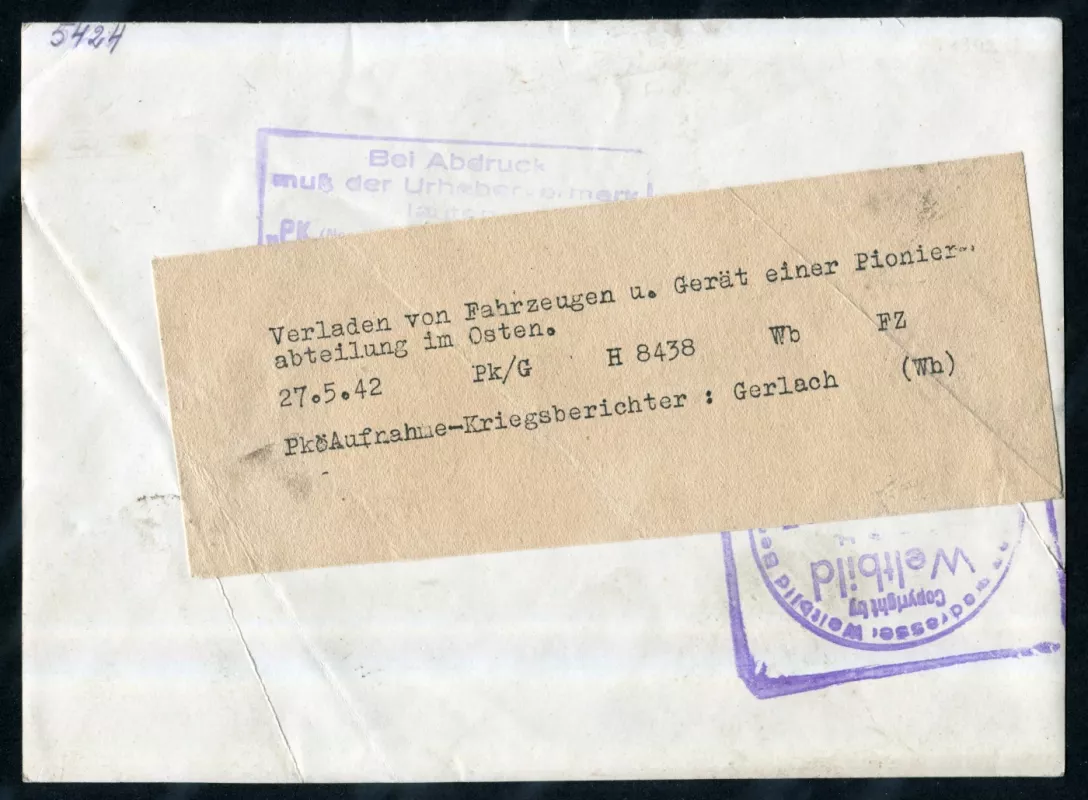 5424
Bei Abdruck
muß der
„PK
Verladen von Fahrzeugen u. Gerät einer Pionier-
abteilung im Osten.
27.5.42 Pk/G H 8438 Wb FZ
Aufnahme-Kriegsberichter : Gerlach (Wh)
Weltbild
Copyright by
Weltbild